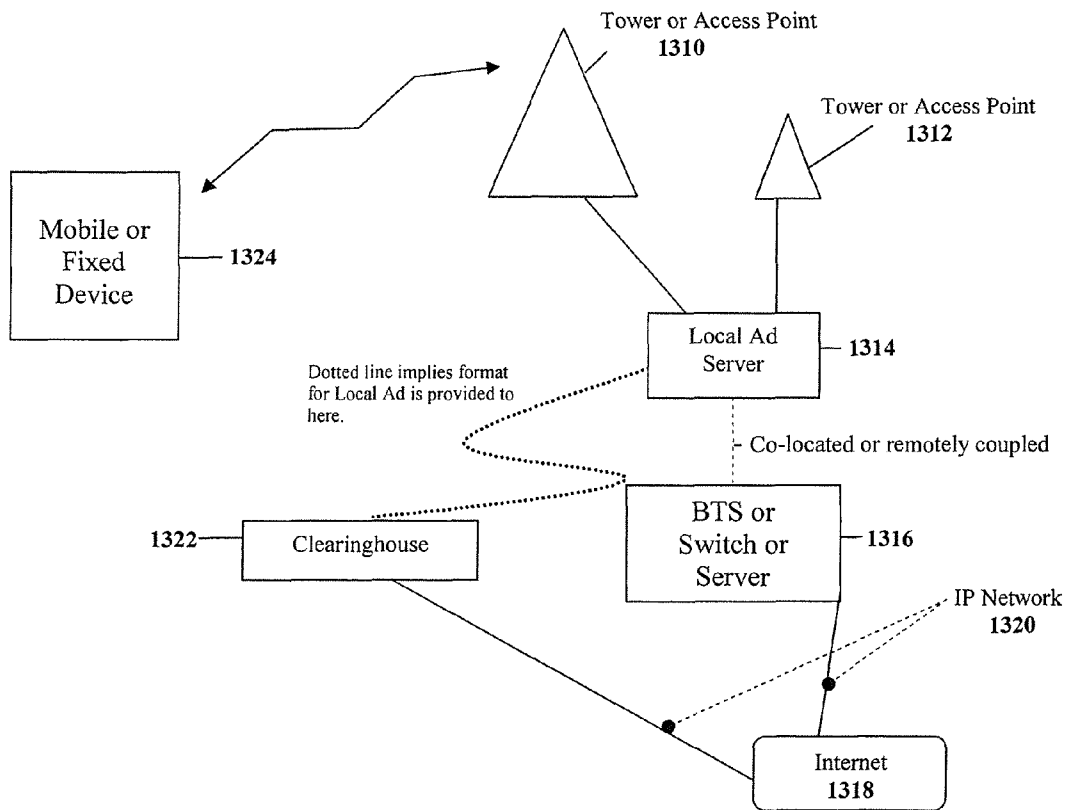 Tower or Access Point
1310
Tower or Access Point
1312
Mobile or
Fixed
Device
1324
Local Ad
Server
1314
Dotted line implies format
for Local Ad is provided to
here.
Co-located or remotely coupled
1322
Clearinghouse
BTS or
Switch or
Server
1316
IP Network
1320
Internet
1318